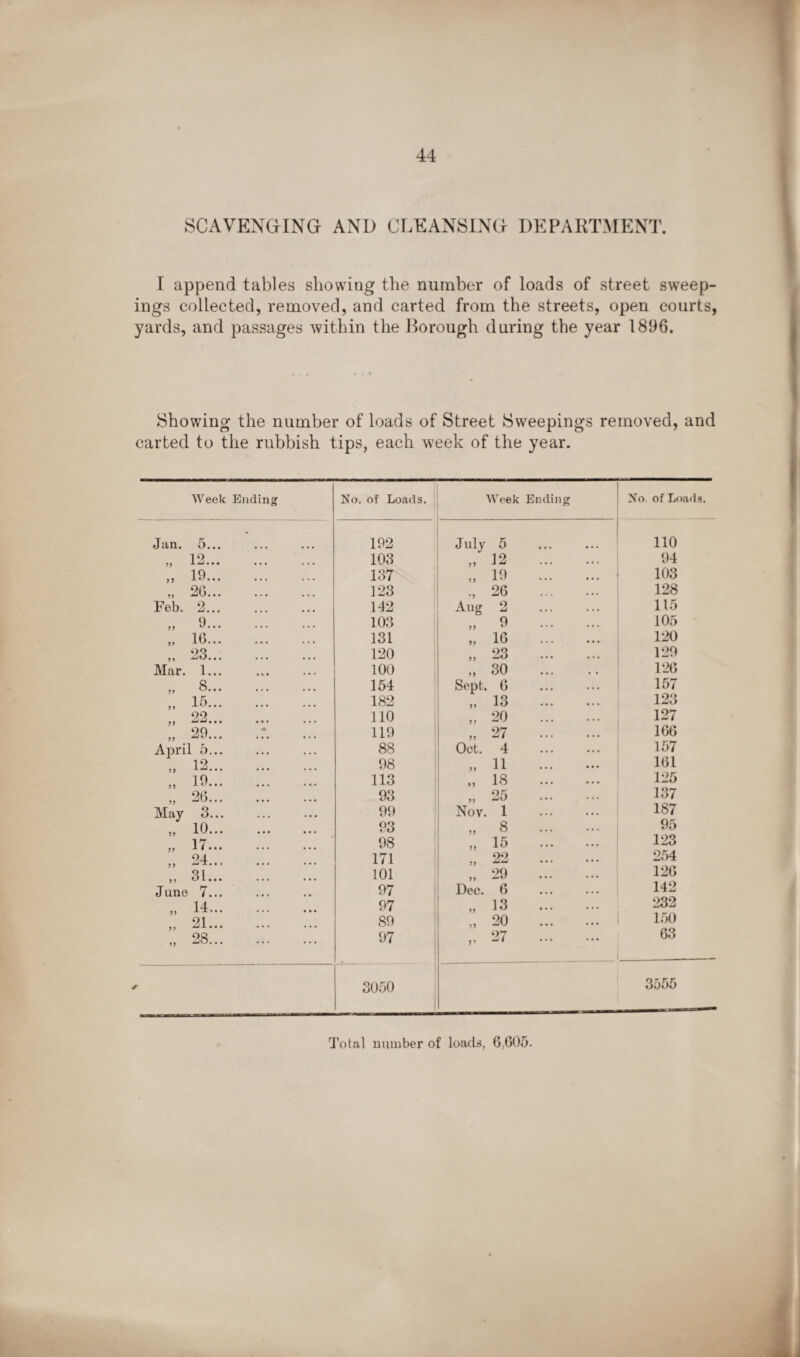 44
SCAVENGING AND CLEANSING DEPARTMENT.
I append tables showing the number of loads of street sweep-
ings collected, removed, and carted from the streets, open courts,
yards, and passages within the Borough during the year 1896.
Showing the number of loads of Street Sweepings removed, and
carted to the rubbish tips, each week of the year.
Week Ending No. of Loads. Week Ending No. of Loads.
Jan. 5... ... ... 192 July 5 ... ... 110
„ 12... ... ... 103 „ 12 ... ... 94
„ 19... ... ... 137 „ 19 ... ... 103
„ 26... ... ... 123 „ 26 ... ... 128
Feb. 2... ... ... 142 Aug 2 ... ... 115
„ 9... ... ... 103 „ 9 ... ... 105
„ 16... ... ... 131 „ 16 ... ... 120
„ 23... ... ... 120 „ 23 ... ... 129
Mar. 1... ... ... 100 „ 30 ... .. 126
„ 8... ... ... 154 Sept. 6 ... ... 157
„ 15... ... ... 182 „ 13 ... ... 123
„ 22... ... ... 110 „ 20 ... ... 127
„ 29... ... ... 119 „ 27 ... ... 166
April 5... ... ... 88 Oct. 4 ... ... 157
„ 12... ... ... 98 „ 11 ... ... 161
„ 19... ... ... 113 „ 18 ... ... 125
„ 26... ... ... 93 „ 25 ... ... 137
May 3... ... ... 99 Nov. 1 ... ... 187
„ 10... ... ... 93 „ 8 ... ... 95
„ 17... ... ... 98 „ 15 ... ... 123
„ 24... ... ... 171 „ 22 ... ... 254
„ 31... ... ... 101 „ 29 ... ... 126
June 7... ... .. 97 Dec. 6 ... ... 142
„ 14... ... ... 97 „ 13 ... ... 232
„ 21... ... ... 89 „ 20 ... ... 150
„ 28... ... ... 97 „ 27 ... ... 63
3050 3555
Total number of loads, 6,605.